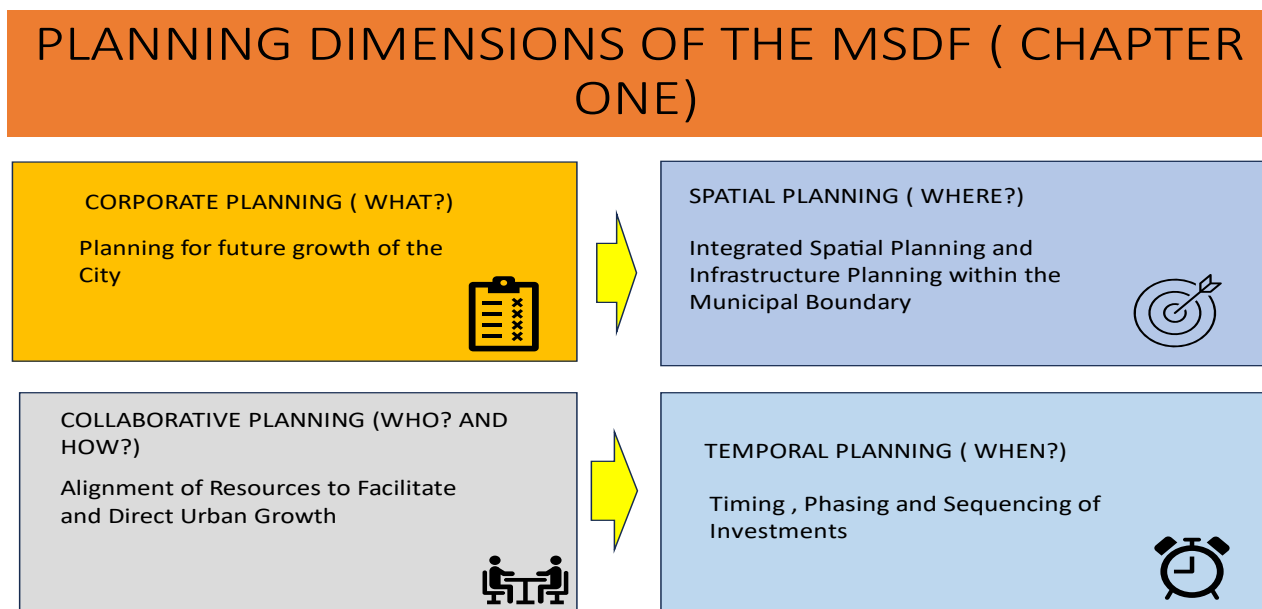 PLANNING DIMENSIONS OF THE MSDF ( CHAPTER
ONE)
CORPORATE PLANNING ( WHAT?)
Planning for future growth of the
City
SPATIAL PLANNING ( WHERE?)
Integrated Spatial Planning and
Infrastructure Planning within the
Municipal Boundary
COLLABORATIVE PLANNING (WHO? AND
HOW?)
Alignment of Resources to Facilitate
and Direct Urban Growth
TEMPORAL PLANNING ( WHEN?)
Timing , Phasing and Sequencing of
Investments